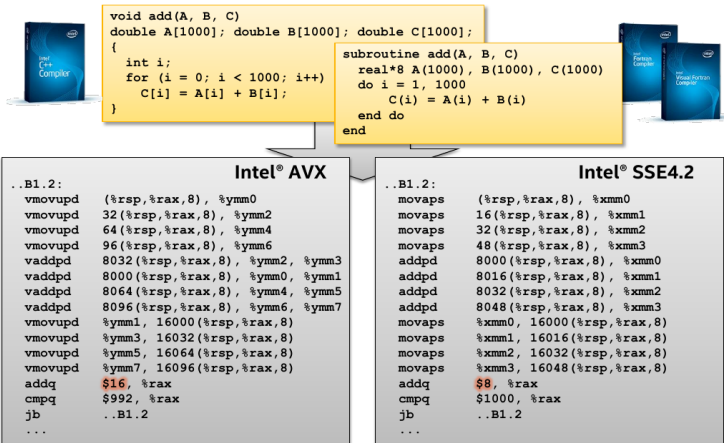 intel
Intel
C++
Compiler
void add(A, B, C)
double A[1000]; double B[1000]; double C[1000];
{
int i;
for (i = 0; i < 1000; i++)
C[i] = A[i] + B[i];
}
subroutine add(A, B, C)
real*8 A(1000), B(1000), C(1000)
do i = 1, 1000
C(i) = A(i) + B(i)
end do
end
Intel
Fortran
Compiler
Intel
Visual Fortran
Compiler
Intel® AVX
..B1.2:
vmovupd (%rsp,%rax,8), %ymm0
vmovupd 32(%rsp,%rax,8), %ymm2
vmovupd 64(%rsp,%rax,8), %ymm4
vmovupd 96(%rsp,%rax,8), %ymm6
vaddpd 8032(%rsp,%rax,8), %ymm2, %ymm3
vaddpd 8000(%rsp,%rax,8), %ymm0, %ymm1
vaddpd 8064(%rsp,%rax,8), %ymm4, %ymm5
vaddpd 8096(%rsp,%rax,8), %ymm6, %ymm7
vmovupd %ymm1, 16000(%rsp,%rax,8)
vmovupd %ymm3, 16032(%rsp,%rax,8)
vmovupd %ymm5, 16064(%rsp,%rax,8)
vmovupd %ymm7, 16096(%rsp,%rax,8)
addq $16, %rax
cmpq $992, %rax
jb ..B1.2
...
Intel® SSE4.2
..B1.2:
movaps (%rsp,%rax,8), %xmm0
movaps 16(%rsp,%rax,8), %xmm1
movaps 32(%rsp,%rax,8), %xmm2
movaps 48(%rsp,%rax,8), %xmm3
addpd 8000(%rsp,%rax,8), %xmm0
addpd 8016(%rsp,%rax,8), %xmm1
addpd 8032(%rsp,%rax,8), %xmm2
addpd 8048(%rsp,%rax,8), %xmm3
movaps %xmm0, 16000(%rsp,%rax,8)
movaps %xmm1, 16016(%rsp,%rax,8)
movaps %xmm2, 16032(%rsp,%rax,8)
movaps %xmm3, 16048(%rsp,%rax,8)
addq $8, %rax
cmpq $1000, %rax
jb ..B1.2
...